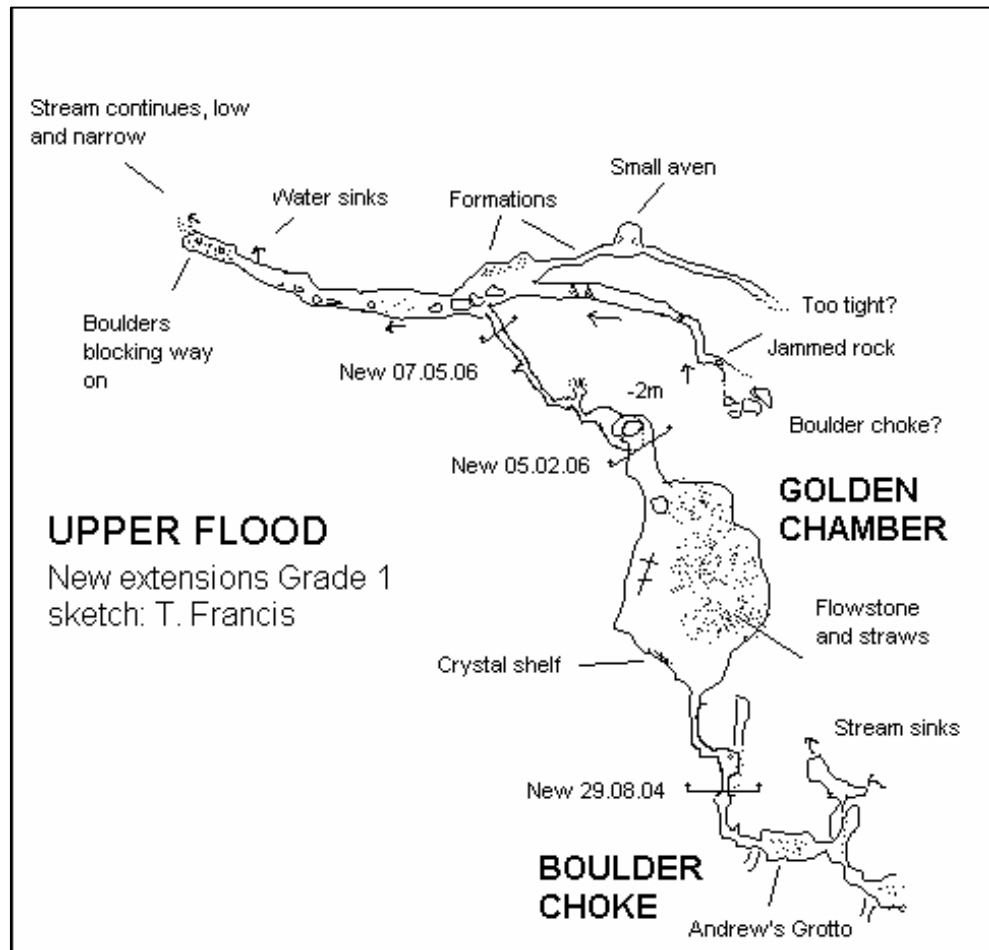 Stream continues, low
and narrow
Water sinks
Formations
Small aven
Too tight?
Jammed rock
Boulders
blocking way
on
New 07.05.06
-2m
Boulder choke?
New 05.02.06
GOLDEN
CHAMBER
UPPER FLOOD
New extensions Grade 1
sketch: T. Francis
Flowstone
and straws
Crystal shelf
Stream sinks
New 29.08.04
BOULDER
CHOKE
Andrew's Grotto